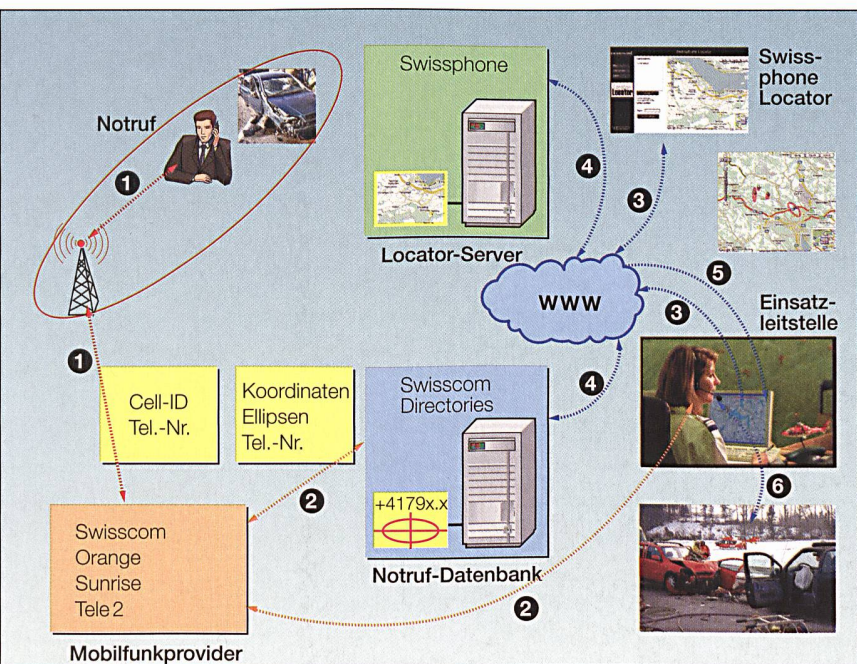 Notruf
1
1
Swissphone
Locator-Server
4
Swiss-
phone
Locator
3
5
WWW
3
Einsatz-
leitstelle
4
Cell-ID
Tel.-Nr.
Koordinaten
Ellipsen
Tel.-Nr.
Swisscom
Directories
+4179x.x
Notruf-Datenbank
2
2
6
Swisscom
Orange
Sunrise
Tele 2
Mobilfunkprovider